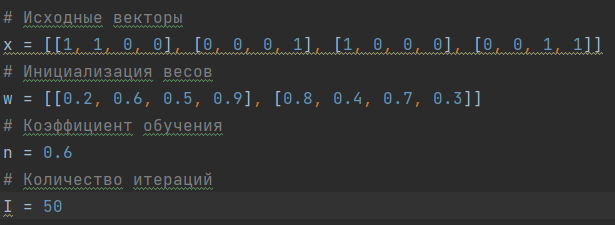 # Исходные векторы
x = [[1, 1, 0, 0], [0, 0, 0, 1], [1, 0, 0, 0], [0, 0, 1, 1]]
# Инициализация весов
w = [[0.2, 0.6, 0.5, 0.9], [0.8, 0.4, 0.7, 0.3]]
# Коэффициент обучения
n = 0.6
# Количество итераций
I = 50